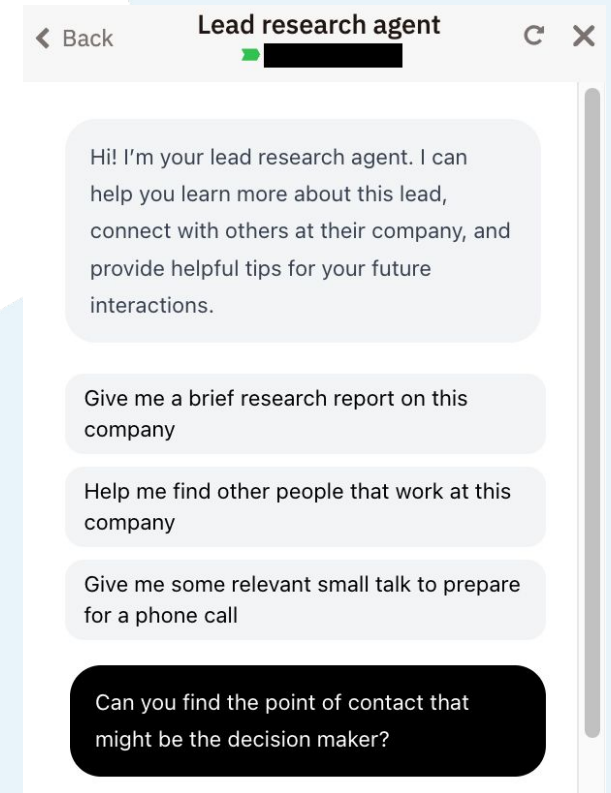 Back
Lead research agent
Hi! I’m your lead research agent. I can
help you learn more about this lead,
connect with others at their company, and
provide helpful tips for your future
interactions.
Give me a brief research report on this
company
Help me find other people that work at this
company
Give me some relevant small talk to prepare
for a phone call
Can you find the point of contact that
might be the decision maker?